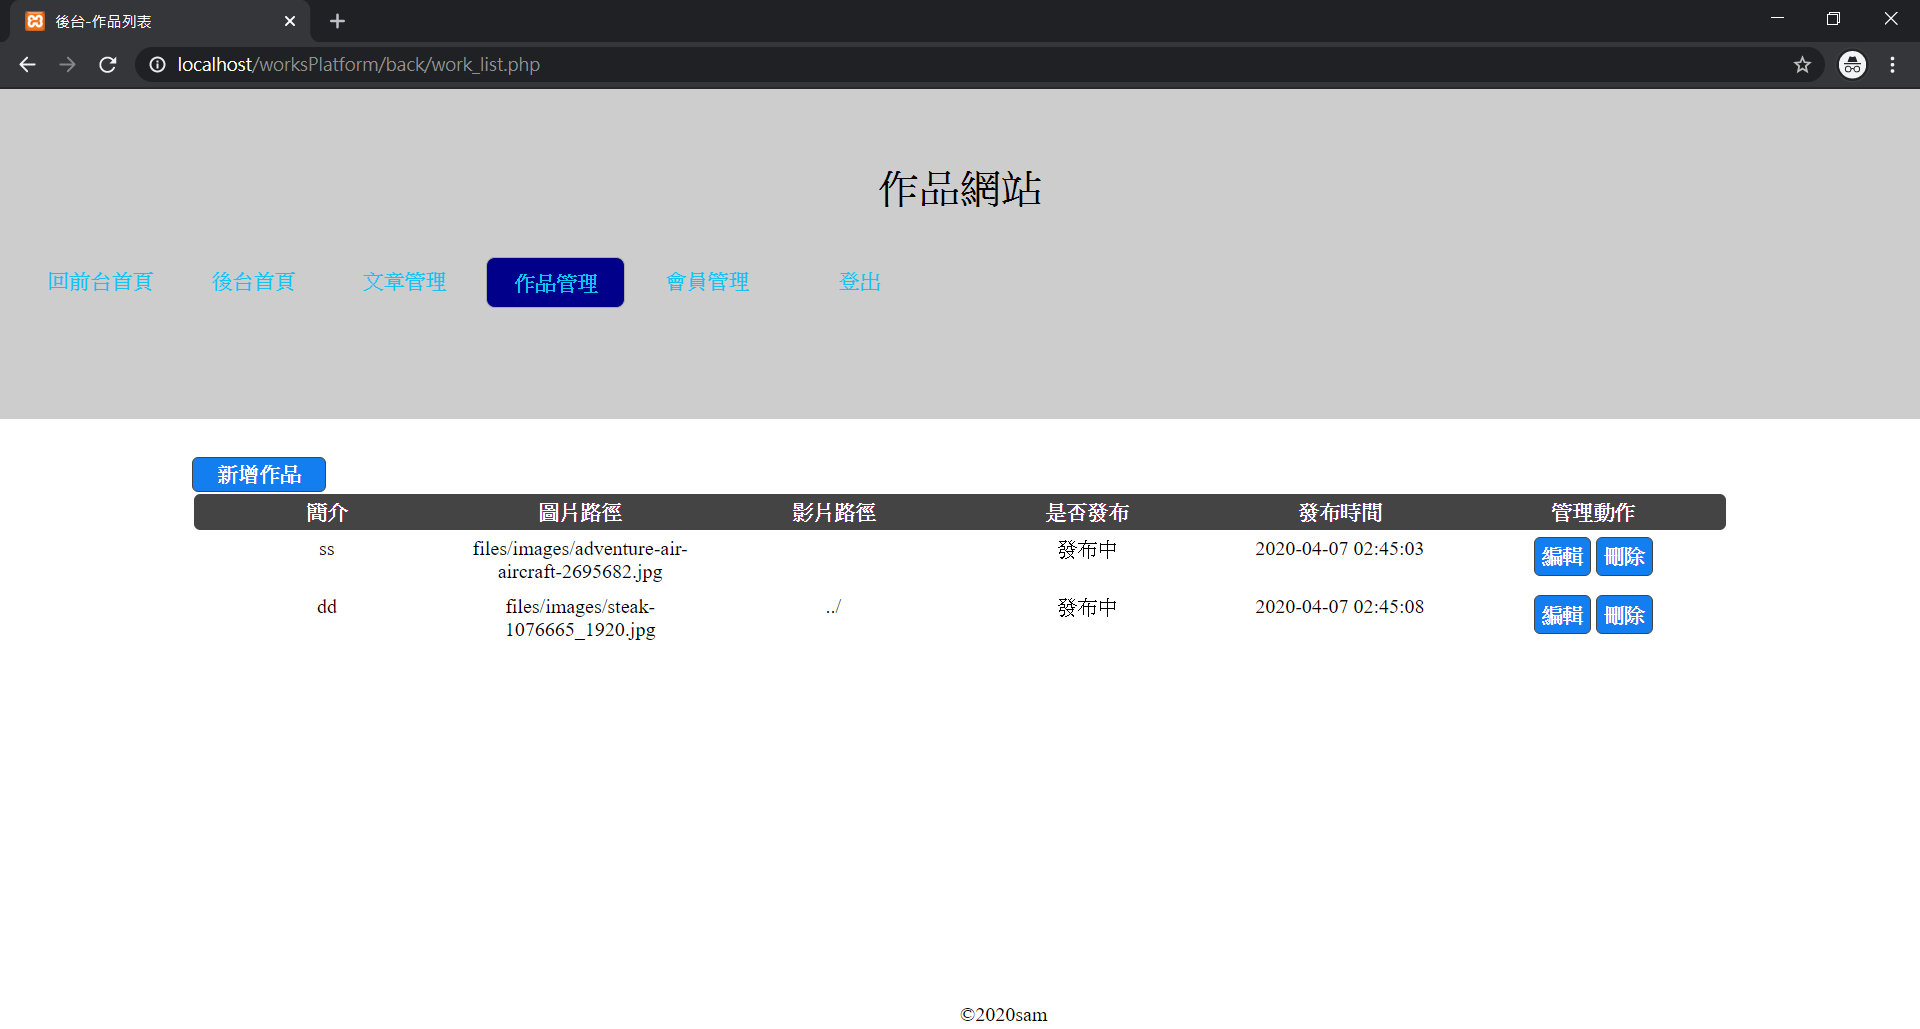 後台-作品列表
localhost/worksPlatform/back/work_list.php
作品網站
回前台首頁 後台首頁 文章管理 作品管理 會員管理 登出
新增作品
簡介 圖片路徑 影片路徑 是否發布 發布時間 管理動作
ss files/images/adventure-air- 發布中 2020-04-07 02:45:03 編輯 刪除
aircraft-2695682.jpg
dd files/images/steak- ../ 發布中 2020-04-07 02:45:08 編輯 刪除
1076665_1920.jpg
©2020sam